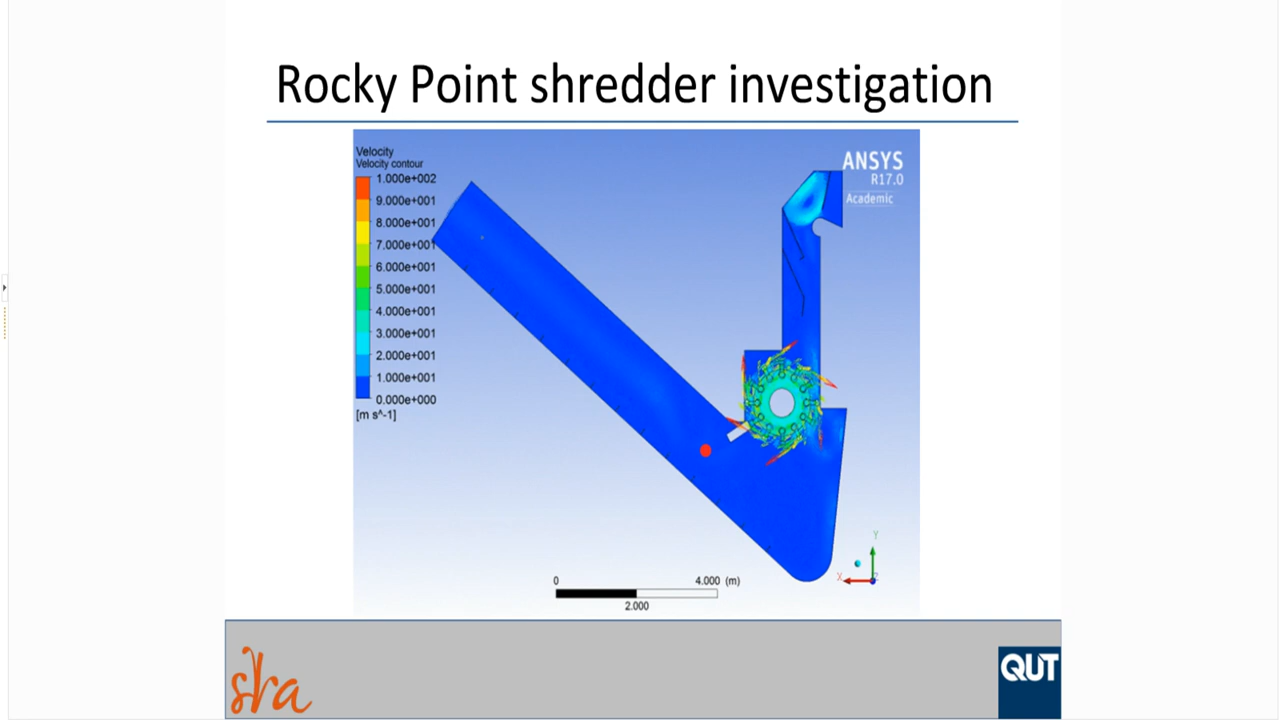 Rocky Point shredder investigation
Velocity
Velocity contour
1.000e+002
9.000e+001
8.000e+001
7.000e+001
6.000e+001
5.000e+001
4.000e+001
3.000e+001
2.000e+001
1.000e+001
0.000e+000
[m s^-1]
ANSYS
R17.0
Academic
0 4.000 (m)
2.000
Y
X
Z
sra
QUT